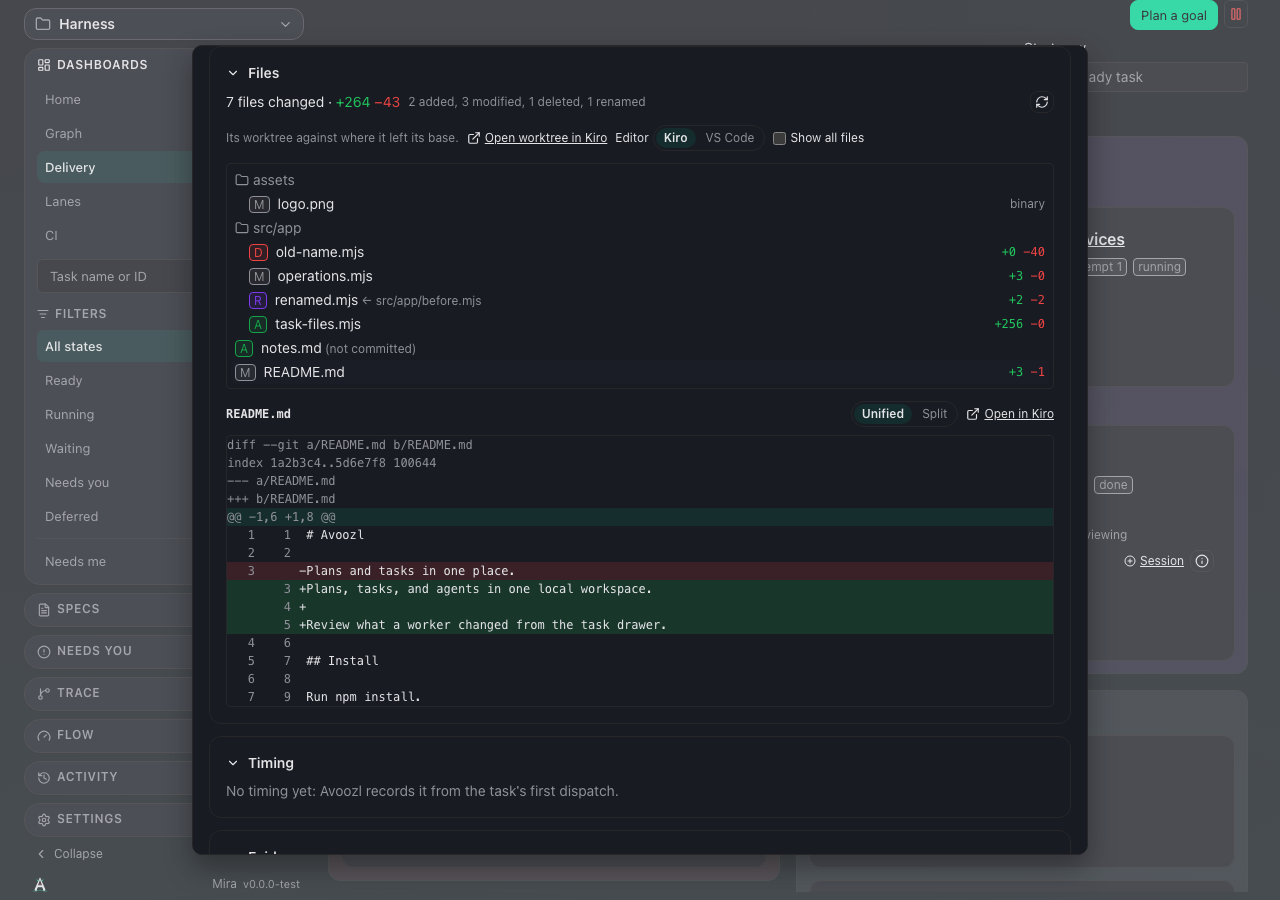 Harness
Plan a goal
DASHBOARDS
Home
Graph
Delivery
Lanes
CI
Task name or ID
FILTERS
All states
Ready
Running
Waiting
Needs you
Deferred
Needs me
SPECS
NEEDS YOU
TRACE
FLOW
ACTIVITY
SETTINGS
Collapse
Mira v0.0.0-test
Files
7 files changed · +264 −43 2 added, 3 modified, 1 deleted, 1 renamed
Its worktree against where it left its base. Open worktree in Kiro Editor Kiro VS Code Show all files
assets
M logo.png binary
src/app
D old-name.mjs +0 −40
M operations.mjs +3 −0
R renamed.mjs ← src/app/before.mjs +2 −2
A task-files.mjs +256 −0
A notes.md (not committed)
M README.md +3 −1
README.md Unified Split Open in Kiro
diff --git a/README.md b/README.md
index 1a2b3c4..5d6e7f8 100644
--- a/README.md
+++ b/README.md
@@ -1,6 +1,8 @@
1 1 # Avoozl
2 2
3 -Plans and tasks in one place.
3 +Plans, tasks, and agents in one local workspace.
4 +
5 +Review what a worker changed from the task drawer.
4 6
5 7 ## Install
6 8
7 9 Run npm install.
Timing
No timing yet: Avoozl records it from the task's first dispatch.
task
running
done
Session